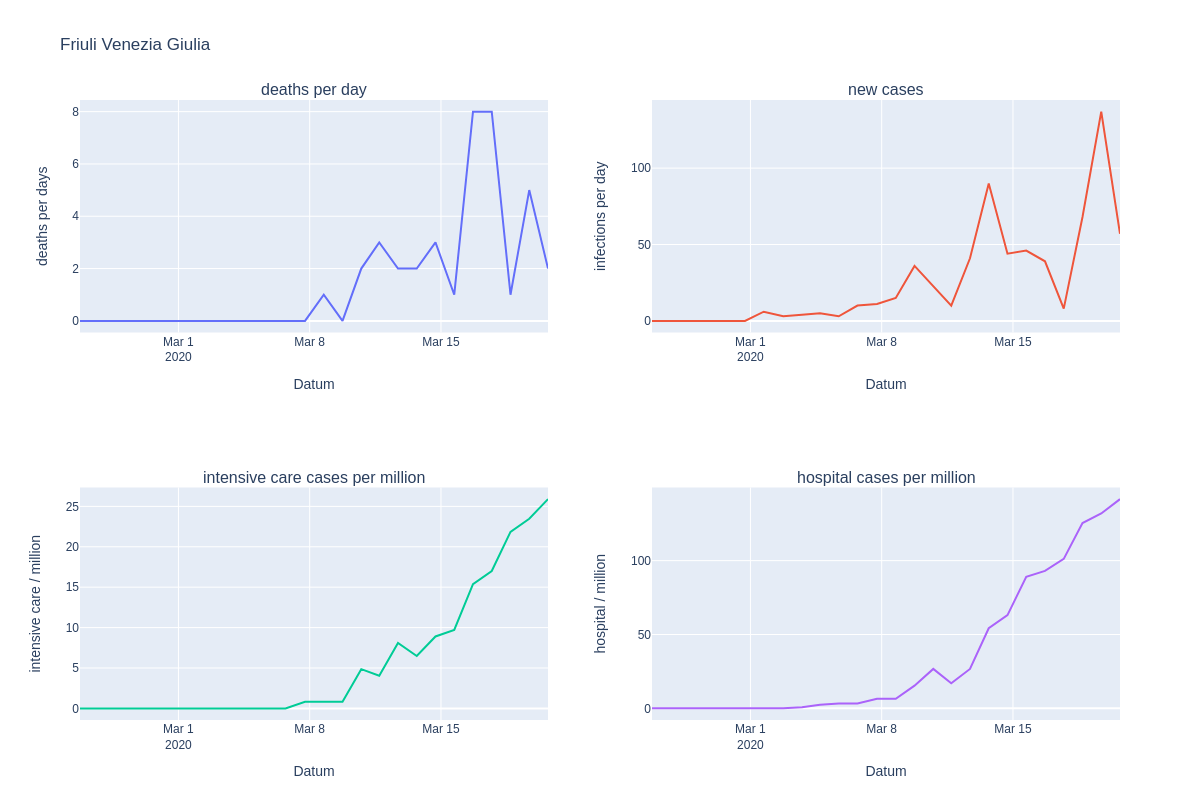 Friuli Venezia Giulia
deaths per day
new cases
deaths per days
8
6
4
2
0
Mar 1
2020
Mar 8
Mar 15
Datum
infections per day
100
50
0
Mar 1
2020
Mar 8
Mar 15
Datum
intensive care cases per million
hospital cases per million
intensive care / million
25
20
15
10
5
0
Mar 1
2020
Mar 8
Mar 15
Datum
hospital / million
100
50
0
Mar 1
2020
Mar 8
Mar 15
Datum